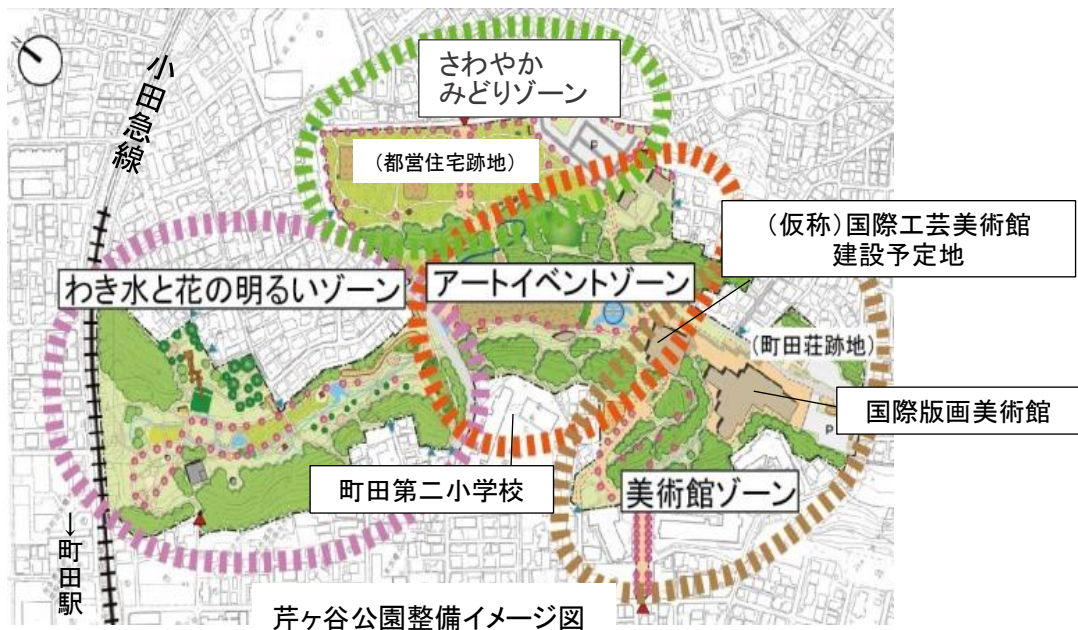 N
小田急線
さわやか
みどりゾーン
P
（都営住宅跡地）
（仮称）国際工芸美術館
建設予定地
わき水と花の明るいゾーン
アートイベントゾーン
（町田荘跡地）
国際版画美術館
P
町田第二小学校
美術館ゾーン
→町田駅
芹ヶ谷公園整備イメージ図